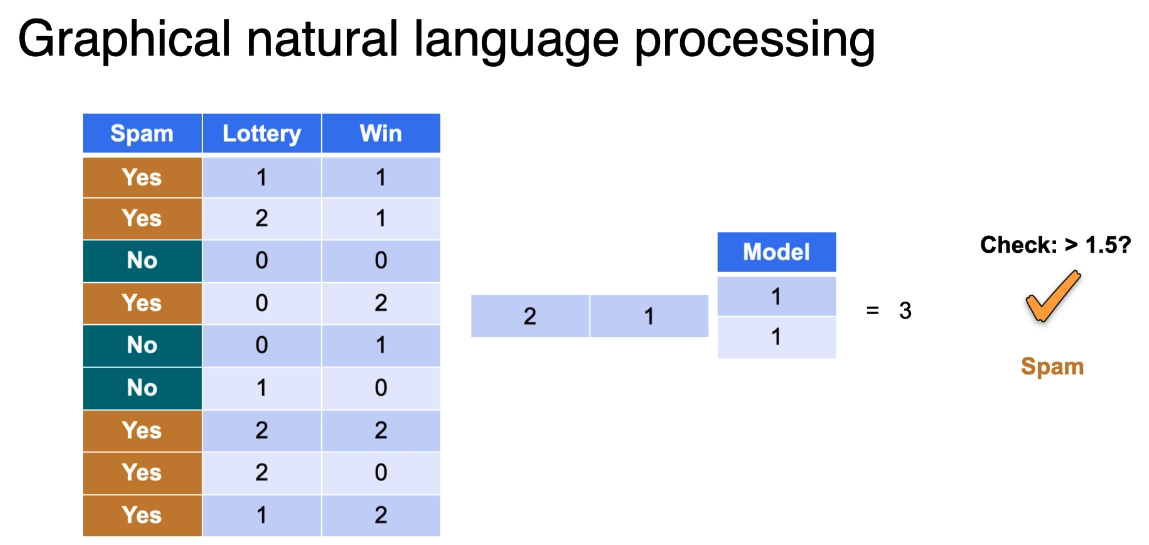 Graphical natural language processing
Spam Lottery Win
Yes 1 1
Yes 2 1
No 0 0
Yes 0 2
No 0 1
No 1 0
Yes 2 2
Yes 2 0
Yes 1 2
2 1
Model
1
1
= 3
Check: > 1.5?
Spam